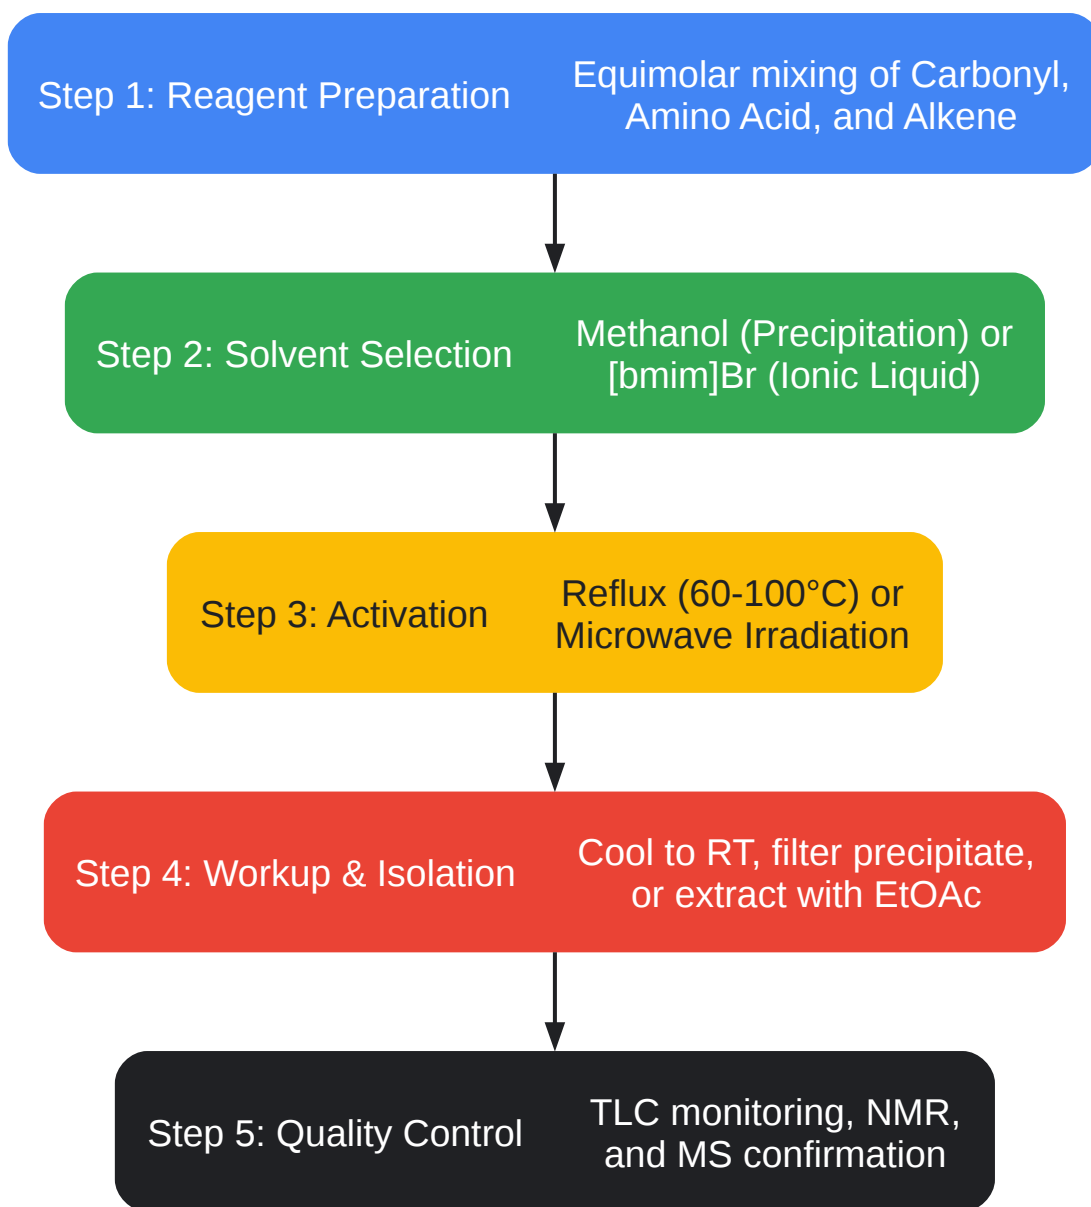 Step 1: Reagent Preparation
Equimolar mixing of Carbonyl,
Amino Acid, and Alkene
Step 2: Solvent Selection
Methanol (Precipitation) or
[bmim]Br (Ionic Liquid)
Step 3: Activation
Reflux (60-100°C) or
Microwave Irradiation
Step 4: Workup & Isolation
Cool to RT, filter precipitate,
or extract with EtOAc
Step 5: Quality Control
TLC monitoring, NMR,
and MS confirmation